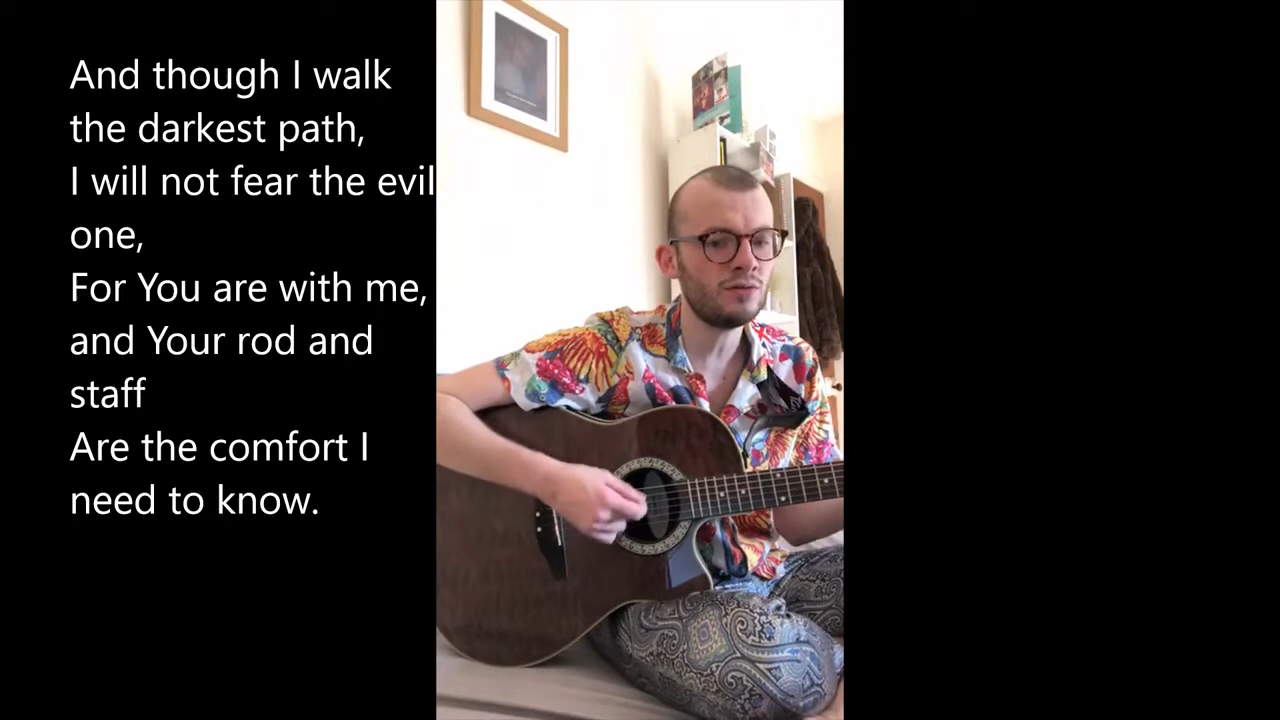 And though I walk
the darkest path,
I will not fear the evil
one,
For You are with me,
and Your rod and
staff
Are the comfort I
need to know.